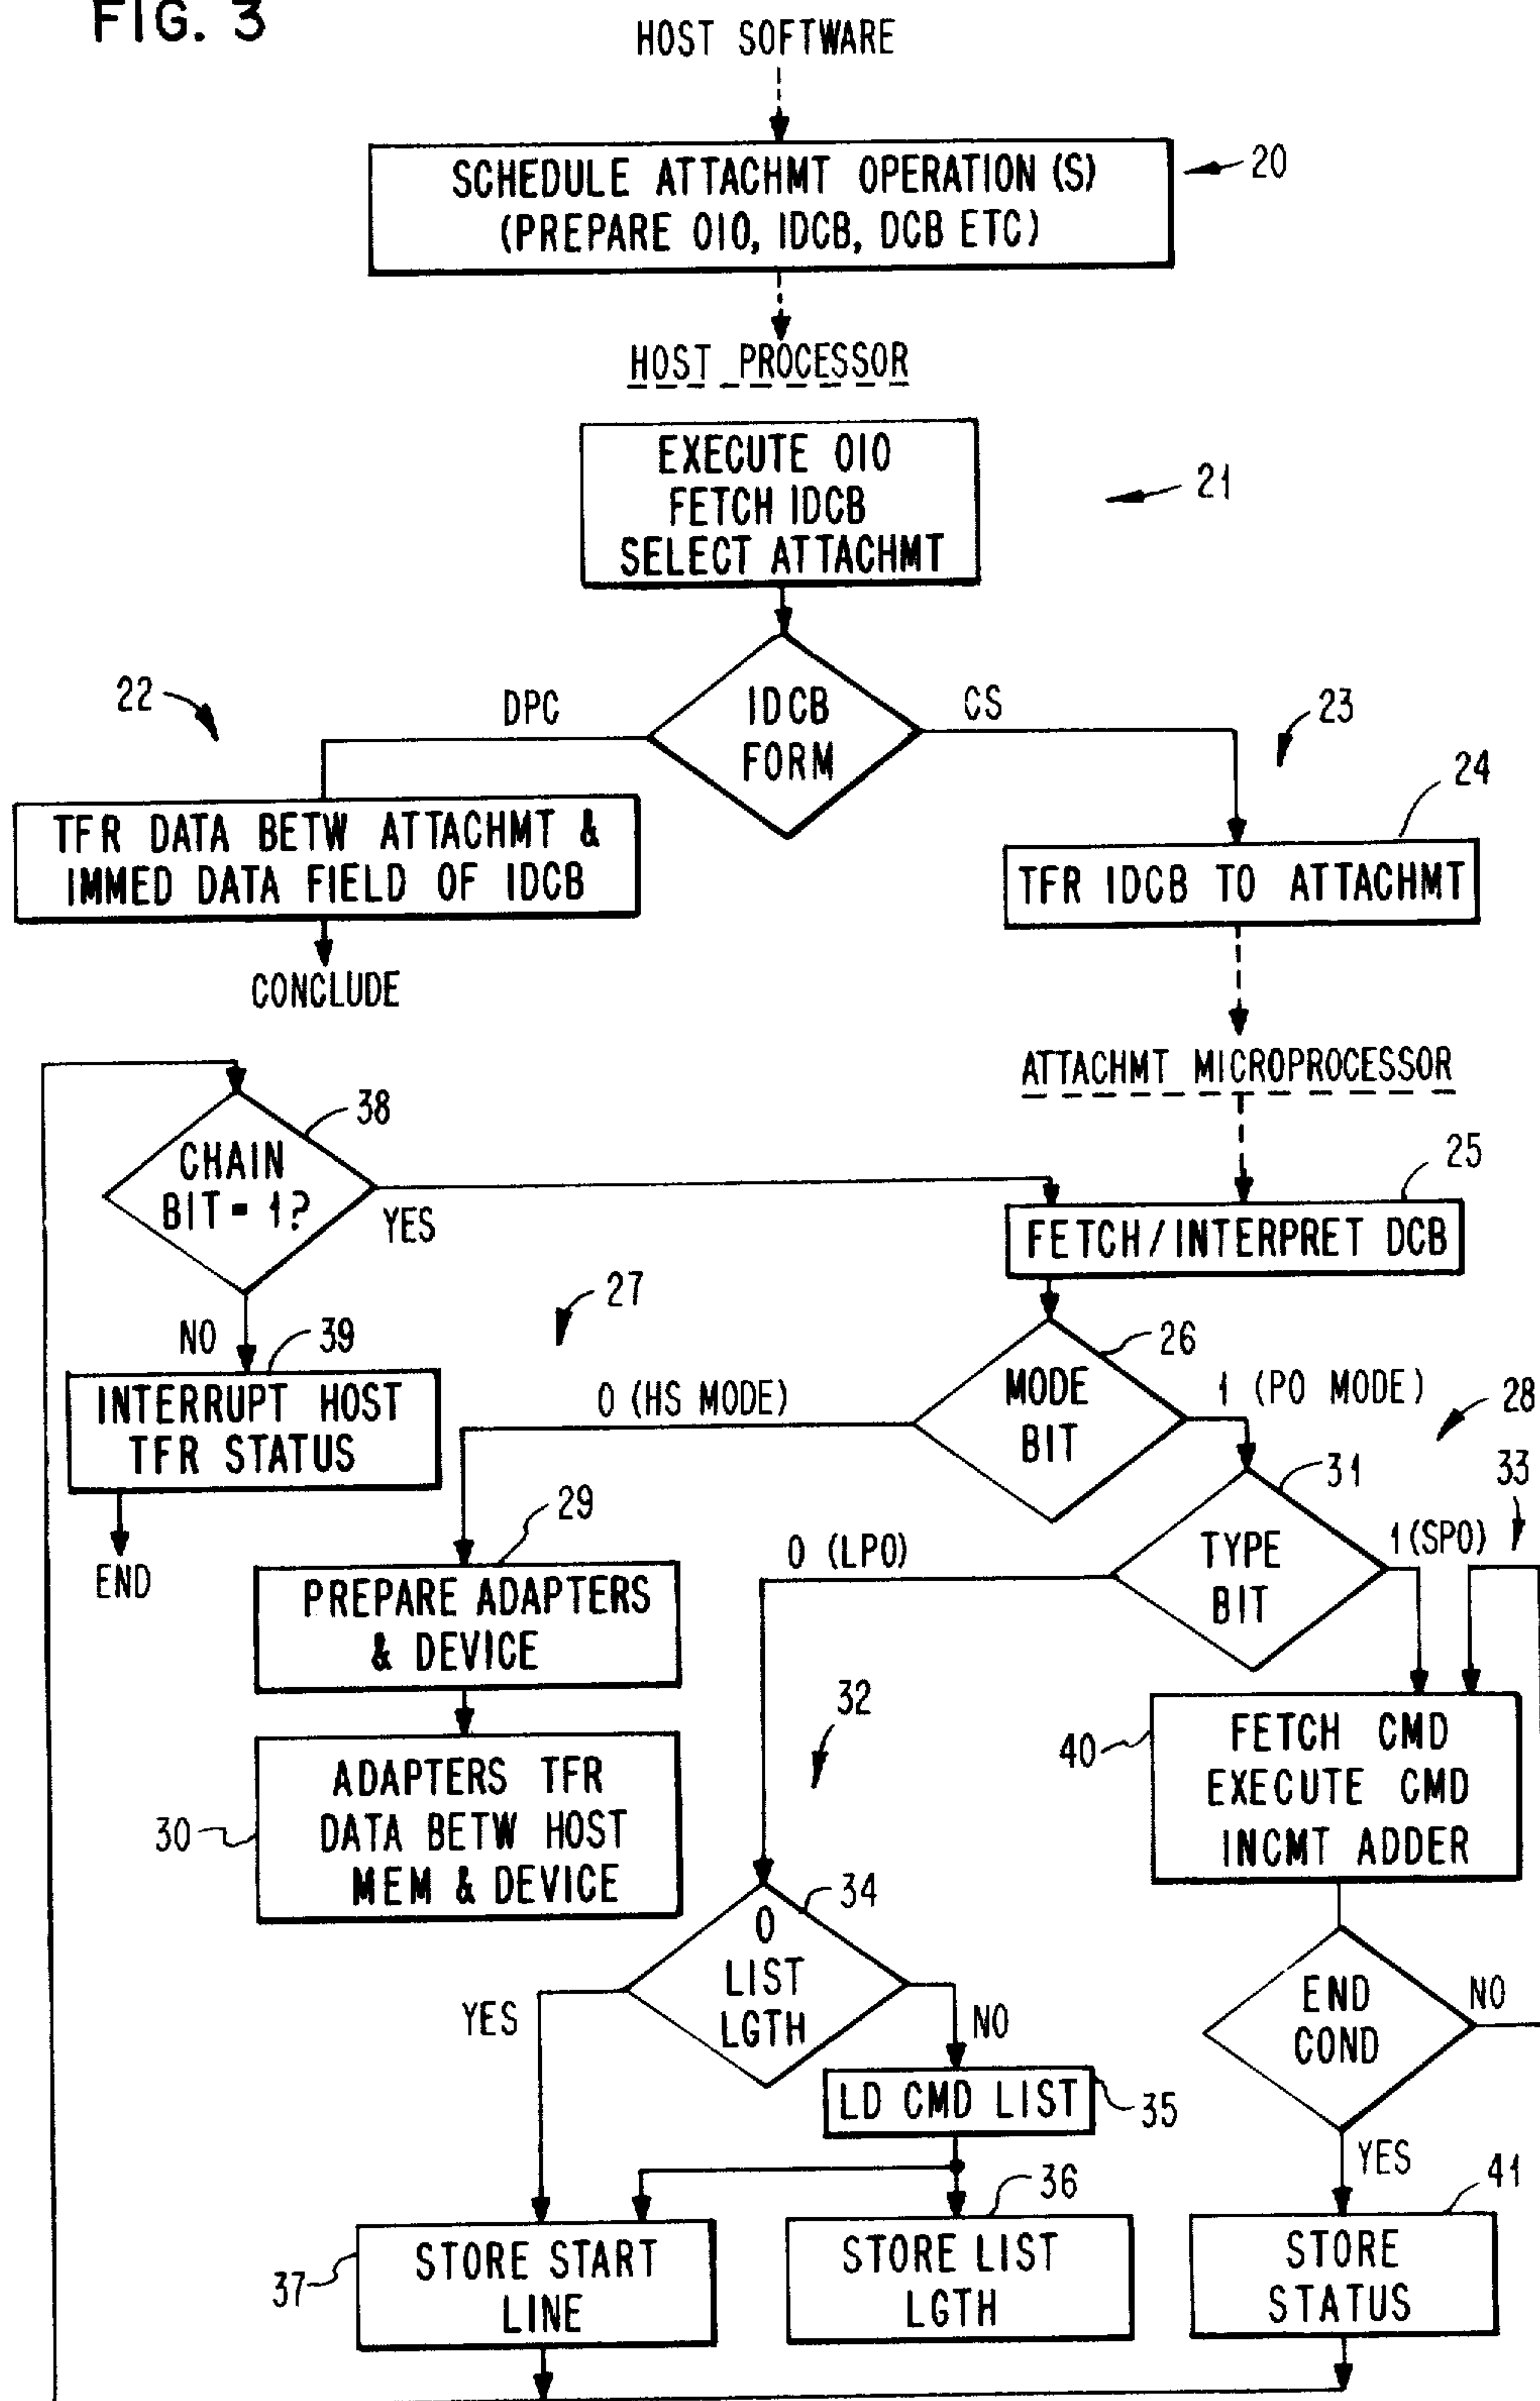 FIG. 3
HOST SOFTWARE
SCHEDULE ATTACHMT OPERATION (S)
(PREPARE OIO, IDCB, DCB ETC)
20
HOST PROCESSOR
EXECUTE OIO
FETCH IDCB
SELECT ATTACHMT
21
IDCB
FORM
DPC
CS
22
23
TFR DATA BETW ATTACHMT &
IMMED DATA FIELD OF IDCB
CONCLUDE
24
TFR IDCB TO ATTACHMT
ATTACHMT MICROPROCESSOR
38
CHAIN
BIT = 1?
YES
NO
25
FETCH/INTERPRET DCB
39
INTERRUPT HOST
TFR STATUS
END
27
26
MODE
BIT
0 (HS MODE)
1 (PO MODE)
28
29
PREPARE ADAPTERS
& DEVICE
30
ADAPTERS TFR
DATA BETW HOST
MEM & DEVICE
31
TYPE
BIT
0 (LPO)
1 (SPO)
33
32
40
FETCH CMD
EXECUTE CMD
INCMT ADDER
34
0
LIST
LGTH
YES
NO
END
COND
NO
YES
LD CMD LIST
35
37
STORE START
LINE
36
STORE LIST
LGTH
41
STORE
STATUS